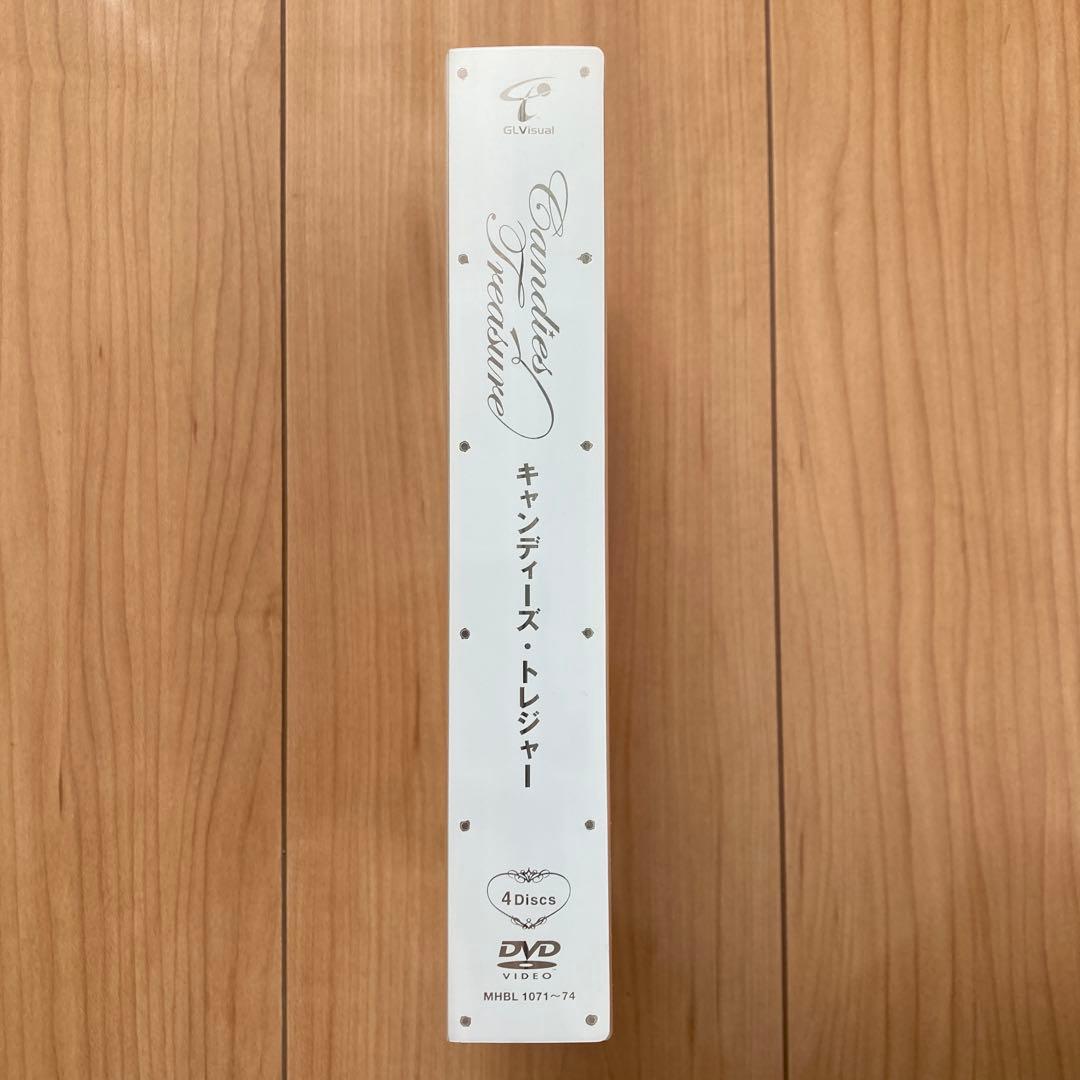 GLVisual
Candies
Treasure
キャンディーズ・トレジャー
4 Discs
DVD
VIDEO
MHBL 1071〜74